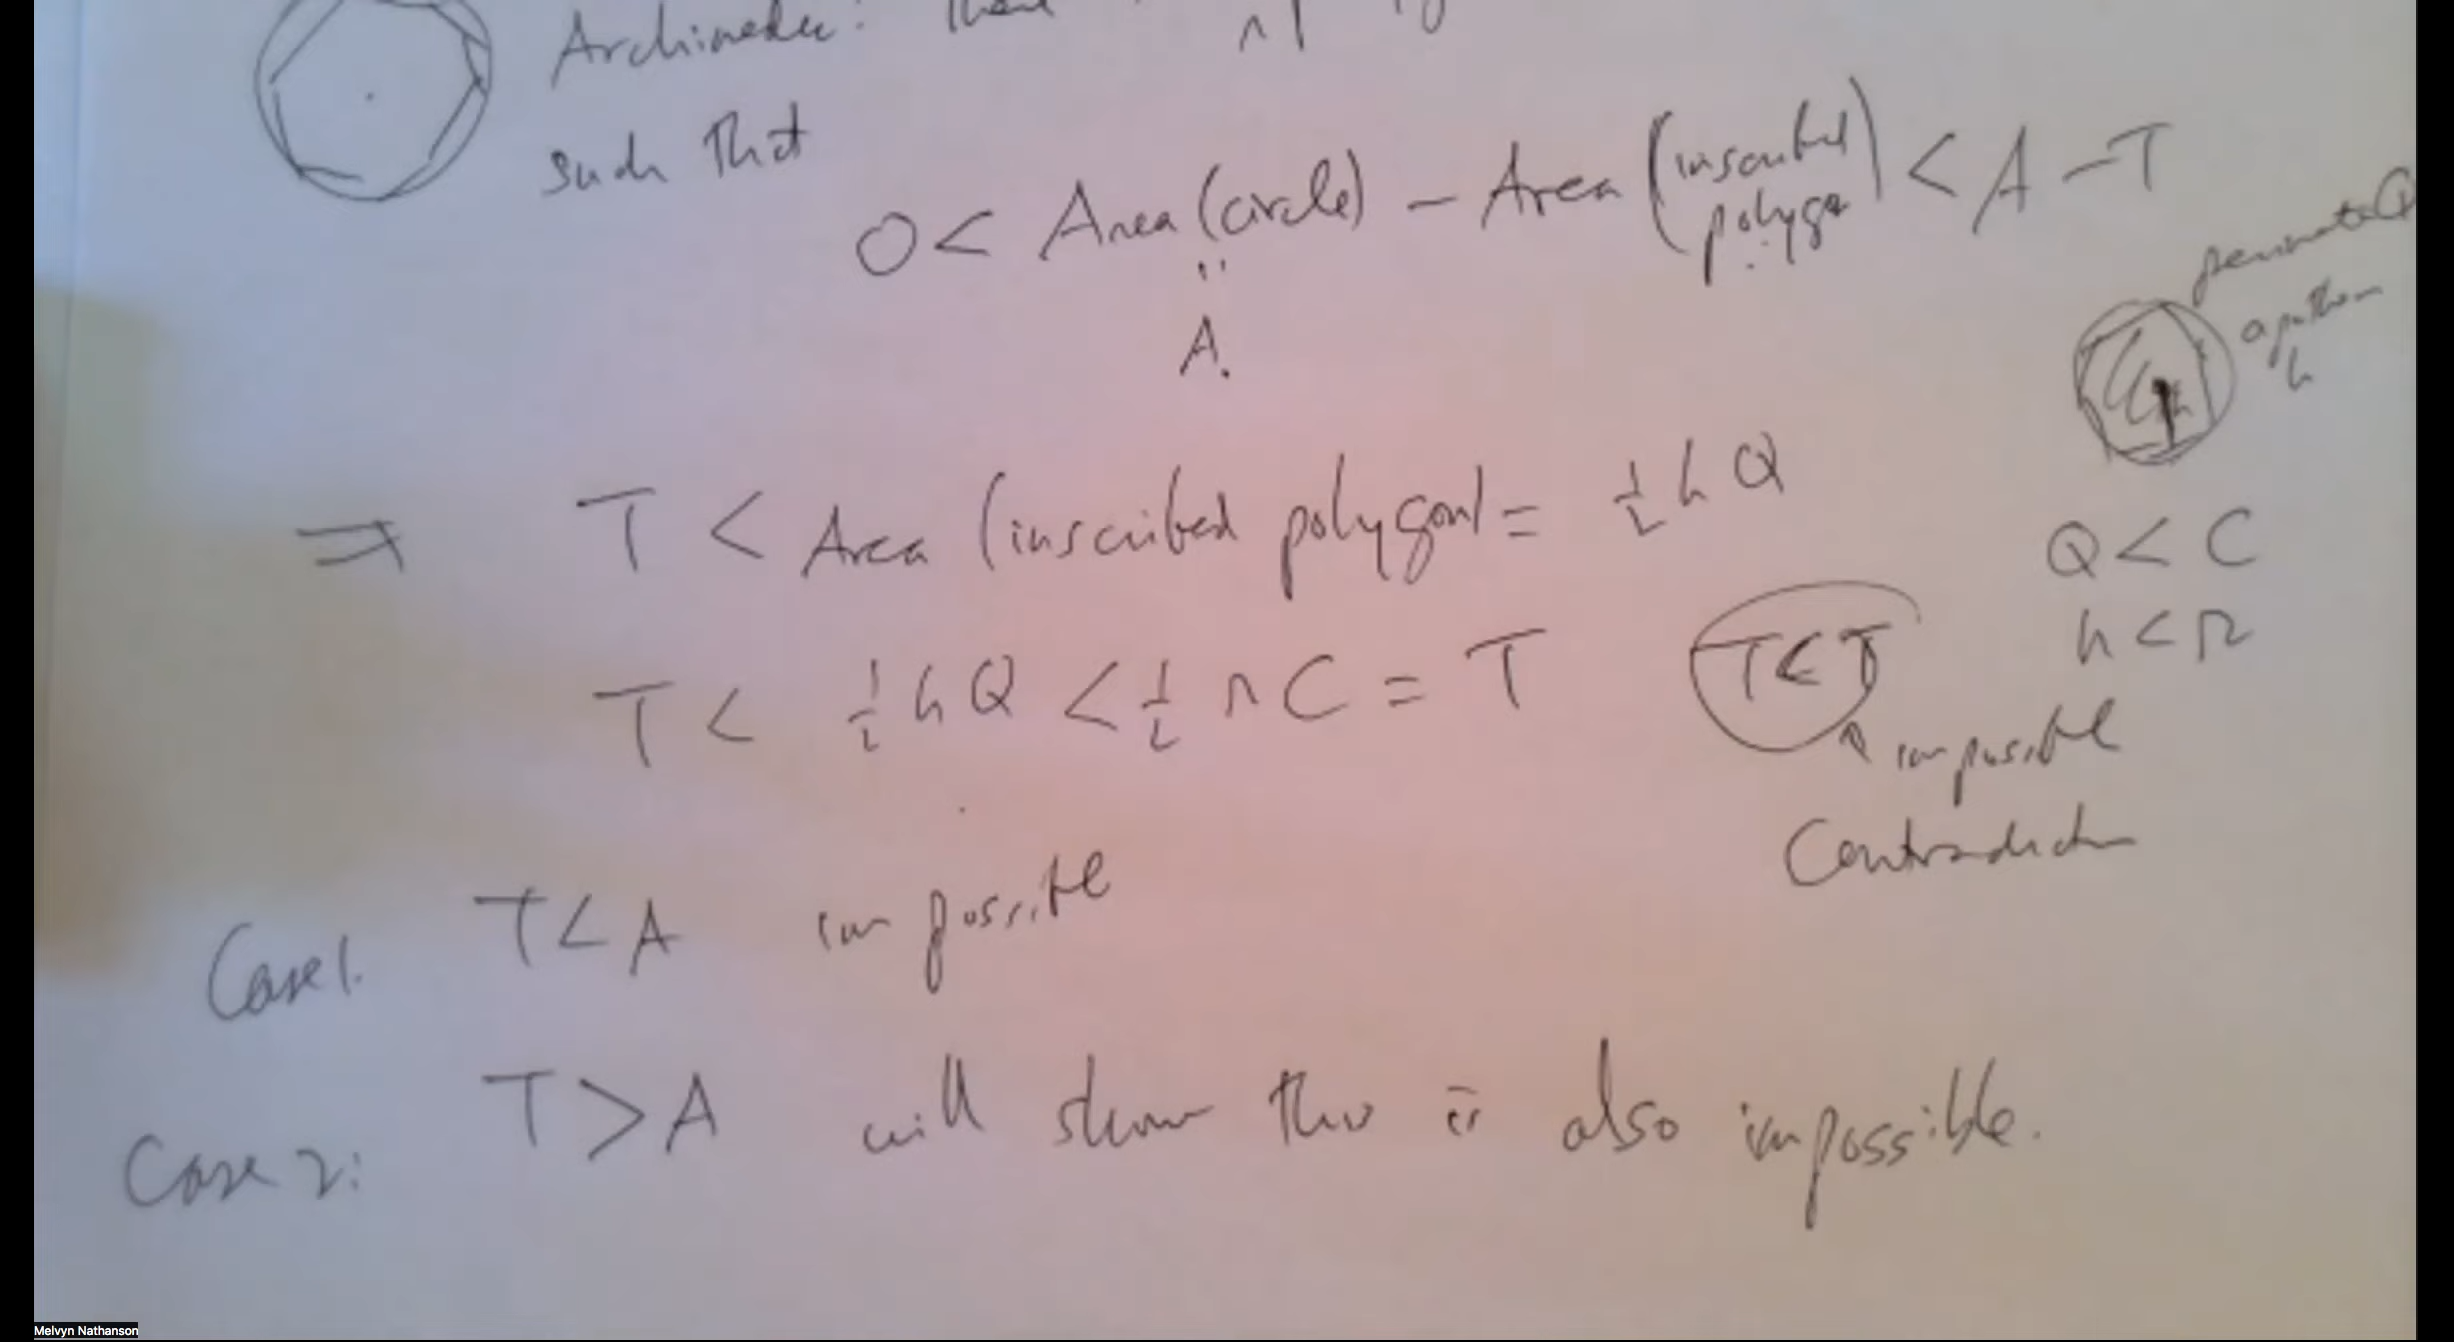 Archimedes:
such that
0 < Area (circle) − Area (inscribed polygon) < A − T
"
A.
perimeter Q
apothem
h
h
⇒ T < Area (inscribed polygon) = ½ h Q
Q < C
h < r
T < ½ h Q < ½ r C = T
T < T
impossible
Contradiction
Case 1. T < A impossible
Case 2: T > A will show this is also impossible.
Melvyn Nathanson